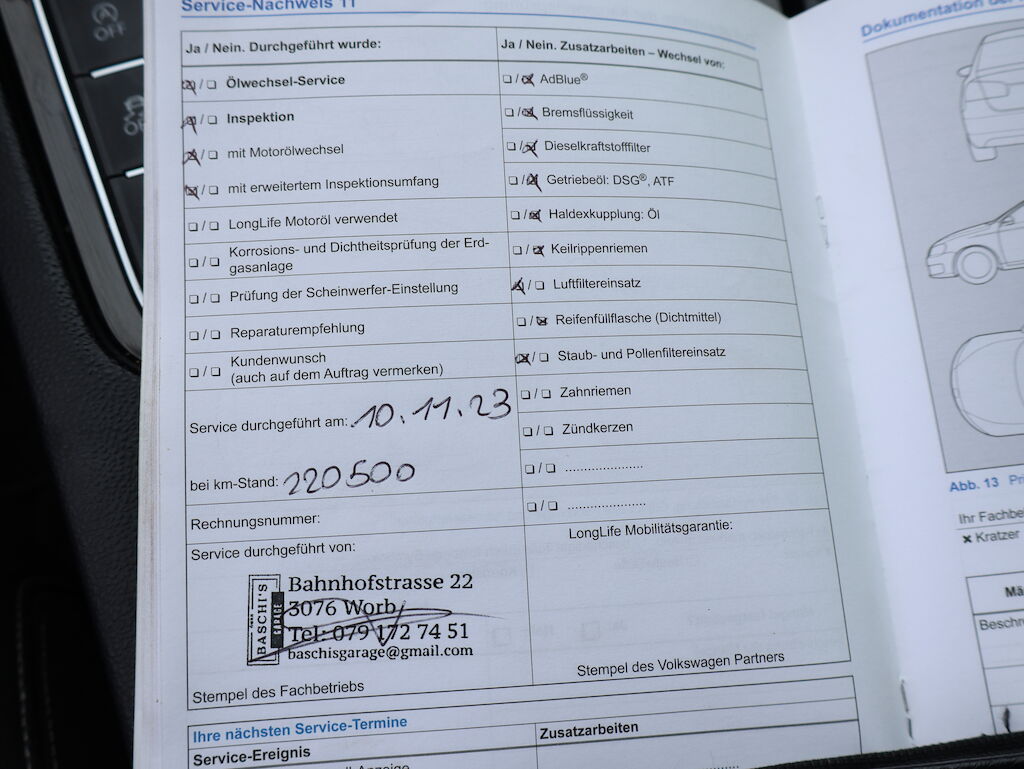 OFF
Service-Nachweis 11
Ja / Nein. Durchgeführt wurde:
☒ / ☐ Ölwechsel-Service
☒ / ☐ Inspektion
☒ / ☐ mit Motorölwechsel
☒ / ☐ mit erweitertem Inspektionsumfang
☐ / ☐ LongLife Motoröl verwendet
☐ / ☐ Korrosions- und Dichtheitsprüfung der Erd-
gasanlage
☐ / ☐ Prüfung der Scheinwerfer-Einstellung
☐ / ☐ Reparaturempfehlung
☐ / ☐ Kundenwunsch
(auch auf dem Auftrag vermerken)
Service durchgeführt am: 10.11.23
bei km-Stand: 220500
Rechnungsnummer:
Service durchgeführt von:
BASCHI'S
GARAGE
Bahnhofstrasse 22
3076 Worb
Tel: 079 172 74 51
baschisgarage@gmail.com
Stempel des Fachbetriebs
Ja / Nein. Zusatzarbeiten – Wechsel von:
☐ / ☒ AdBlue®
☐ / ☒ Bremsflüssigkeit
☐ / ☒ Dieselkraftstofffilter
☐ / ☒ Getriebeöl: DSG®, ATF
☐ / ☒ Haldexkupplung: Öl
☐ / ☒ Keilrippenriemen
☒ / ☐ Luftfiltereinsatz
☐ / ☒ Reifenfüllflasche (Dichtmittel)
☒ / ☐ Staub- und Pollenfiltereinsatz
☐ / ☐ Zahnriemen
☐ / ☐ Zündkerzen
☐ / ☐ .....................
☐ / ☐ .....................
LongLife Mobilitätsgarantie:
Stempel des Volkswagen Partners
Ihre nächsten Service-Termine
Service-Ereignis
Zusatzarbeiten
Dokumentation
Abb. 13
Ihr
✖ Kratzer